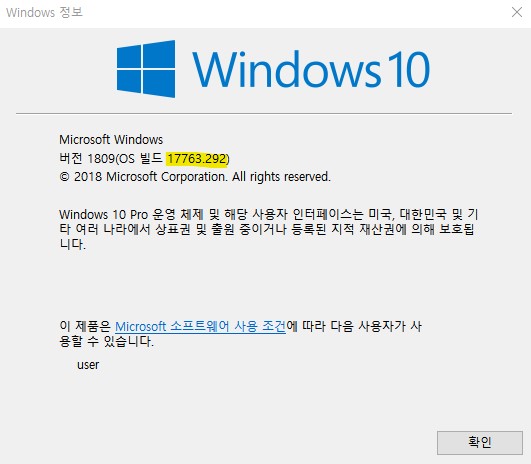 Windows 정보
Windows 10
Microsoft Windows
버전 1809(OS 빌드 17763.292)
© 2018 Microsoft Corporation. All rights reserved.
Windows 10 Pro 운영 체제 및 해당 사용자 인터페이스는 미국, 대한민국 및 기
타 여러 나라에서 상표권 및 출원 중이거나 등록된 지적 재산권에 의해 보호됩
니다.
이 제품은 Microsoft 소프트웨어 사용 조건에 따라 다음 사용자가 사
용할 수 있습니다.
user
확인